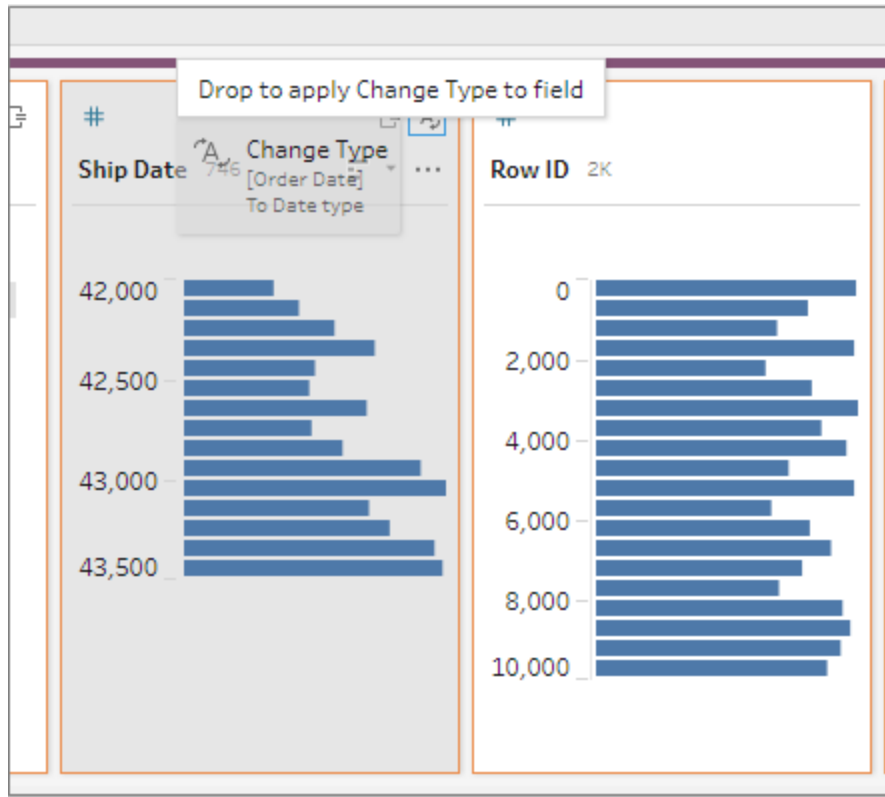 Drop to apply Change Type to field
#
#
Change Type
Ship Date 746
[Order Date]
To Date type
Row ID 2K
42,000
42,500
43,000
43,500
0
2,000
4,000
6,000
8,000
10,000